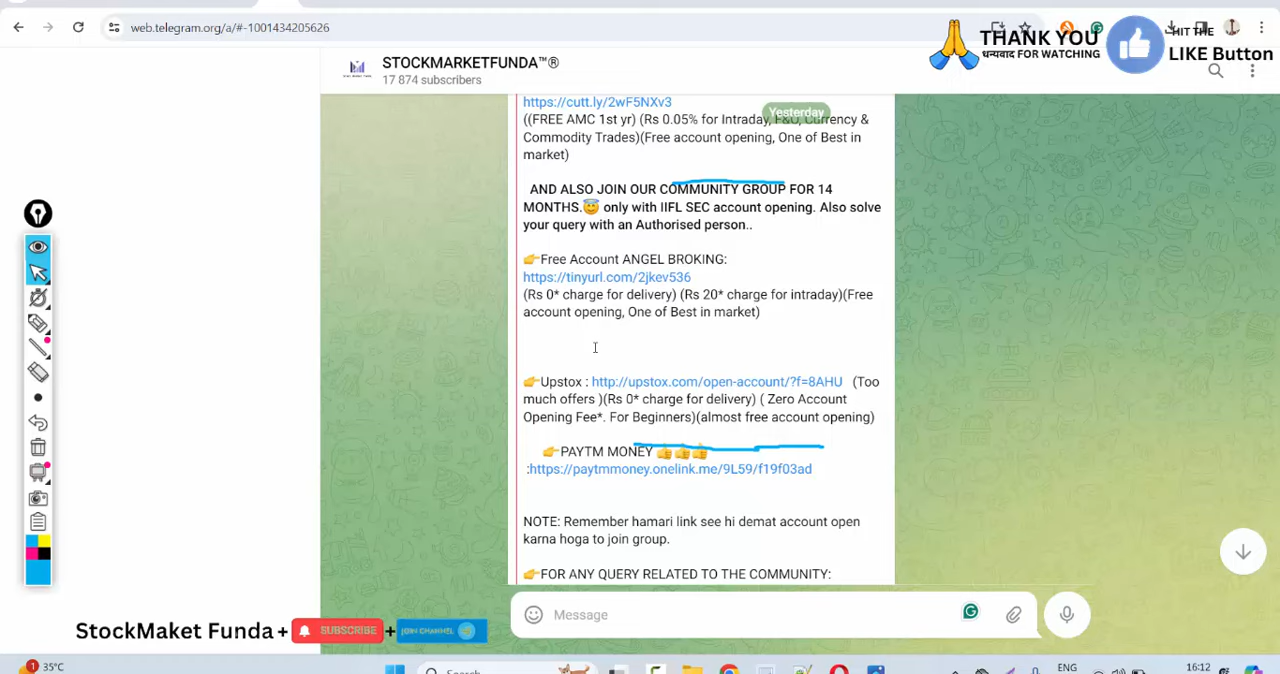 web.telegram.org/a/#-1001434205626
THANK YOU
धन्यवाद FOR WATCHING
HIT THE
LIKE Button
STOCKMARKETFUNDA™®
17 874 subscribers
Yesterday
https://cutt.ly/2wF5NXv3
((FREE AMC 1st yr) (Rs 0.05% for Intraday, F&O, Currency &
Commodity Trades)(Free account opening, One of Best in
market)
AND ALSO JOIN OUR COMMUNITY GROUP FOR 14
MONTHS.😇 only with IIFL SEC account opening. Also solve
your query with an Authorised person..
👉Free Account ANGEL BROKING:
https://tinyurl.com/2jkev536
(Rs 0* charge for delivery) (Rs 20* charge for intraday)(Free
account opening, One of Best in market)
👉Upstox : http://upstox.com/open-account/?f=8AHU (Too
much offers )(Rs 0* charge for delivery) ( Zero Account
Opening Fee*. For Beginners)(almost free account opening)
👉PAYTM MONEY 👍👍👍
:https://paytmmoney.onelink.me/9L59/f19f03ad
NOTE: Remember hamari link see hi demat account open
karna hoga to join group.
👉FOR ANY QUERY RELATED TO THE COMMUNITY:
Message
StockMaket Funda+ SUBSCRIBE + JOIN CHANNEL
1 35°C
Search
ENG
16:12